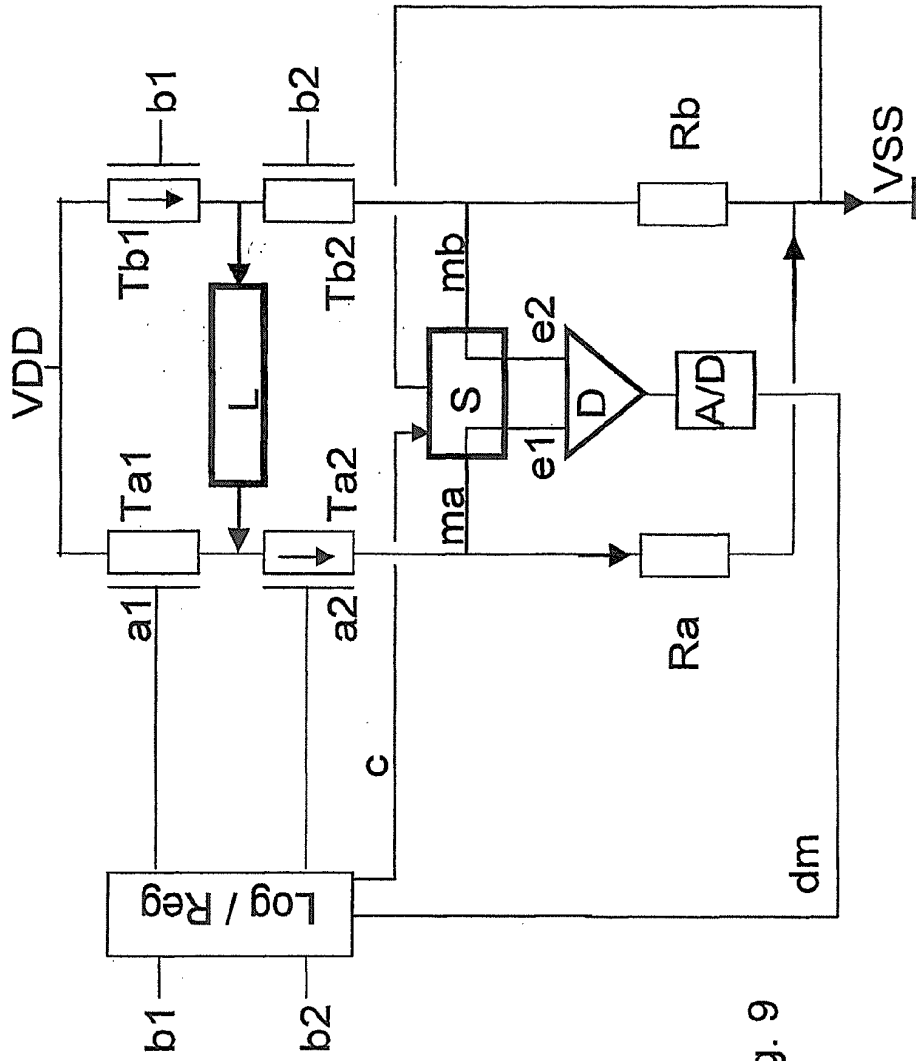 VDD
Tb1
b1
Tb2
b2
Ta1
a1
Ta2
a2
L
Log / Reg
b1
b2
c
ma
mb
S
e1
e2
D
A/D
Ra
Rb
VSS
dm
g. 9